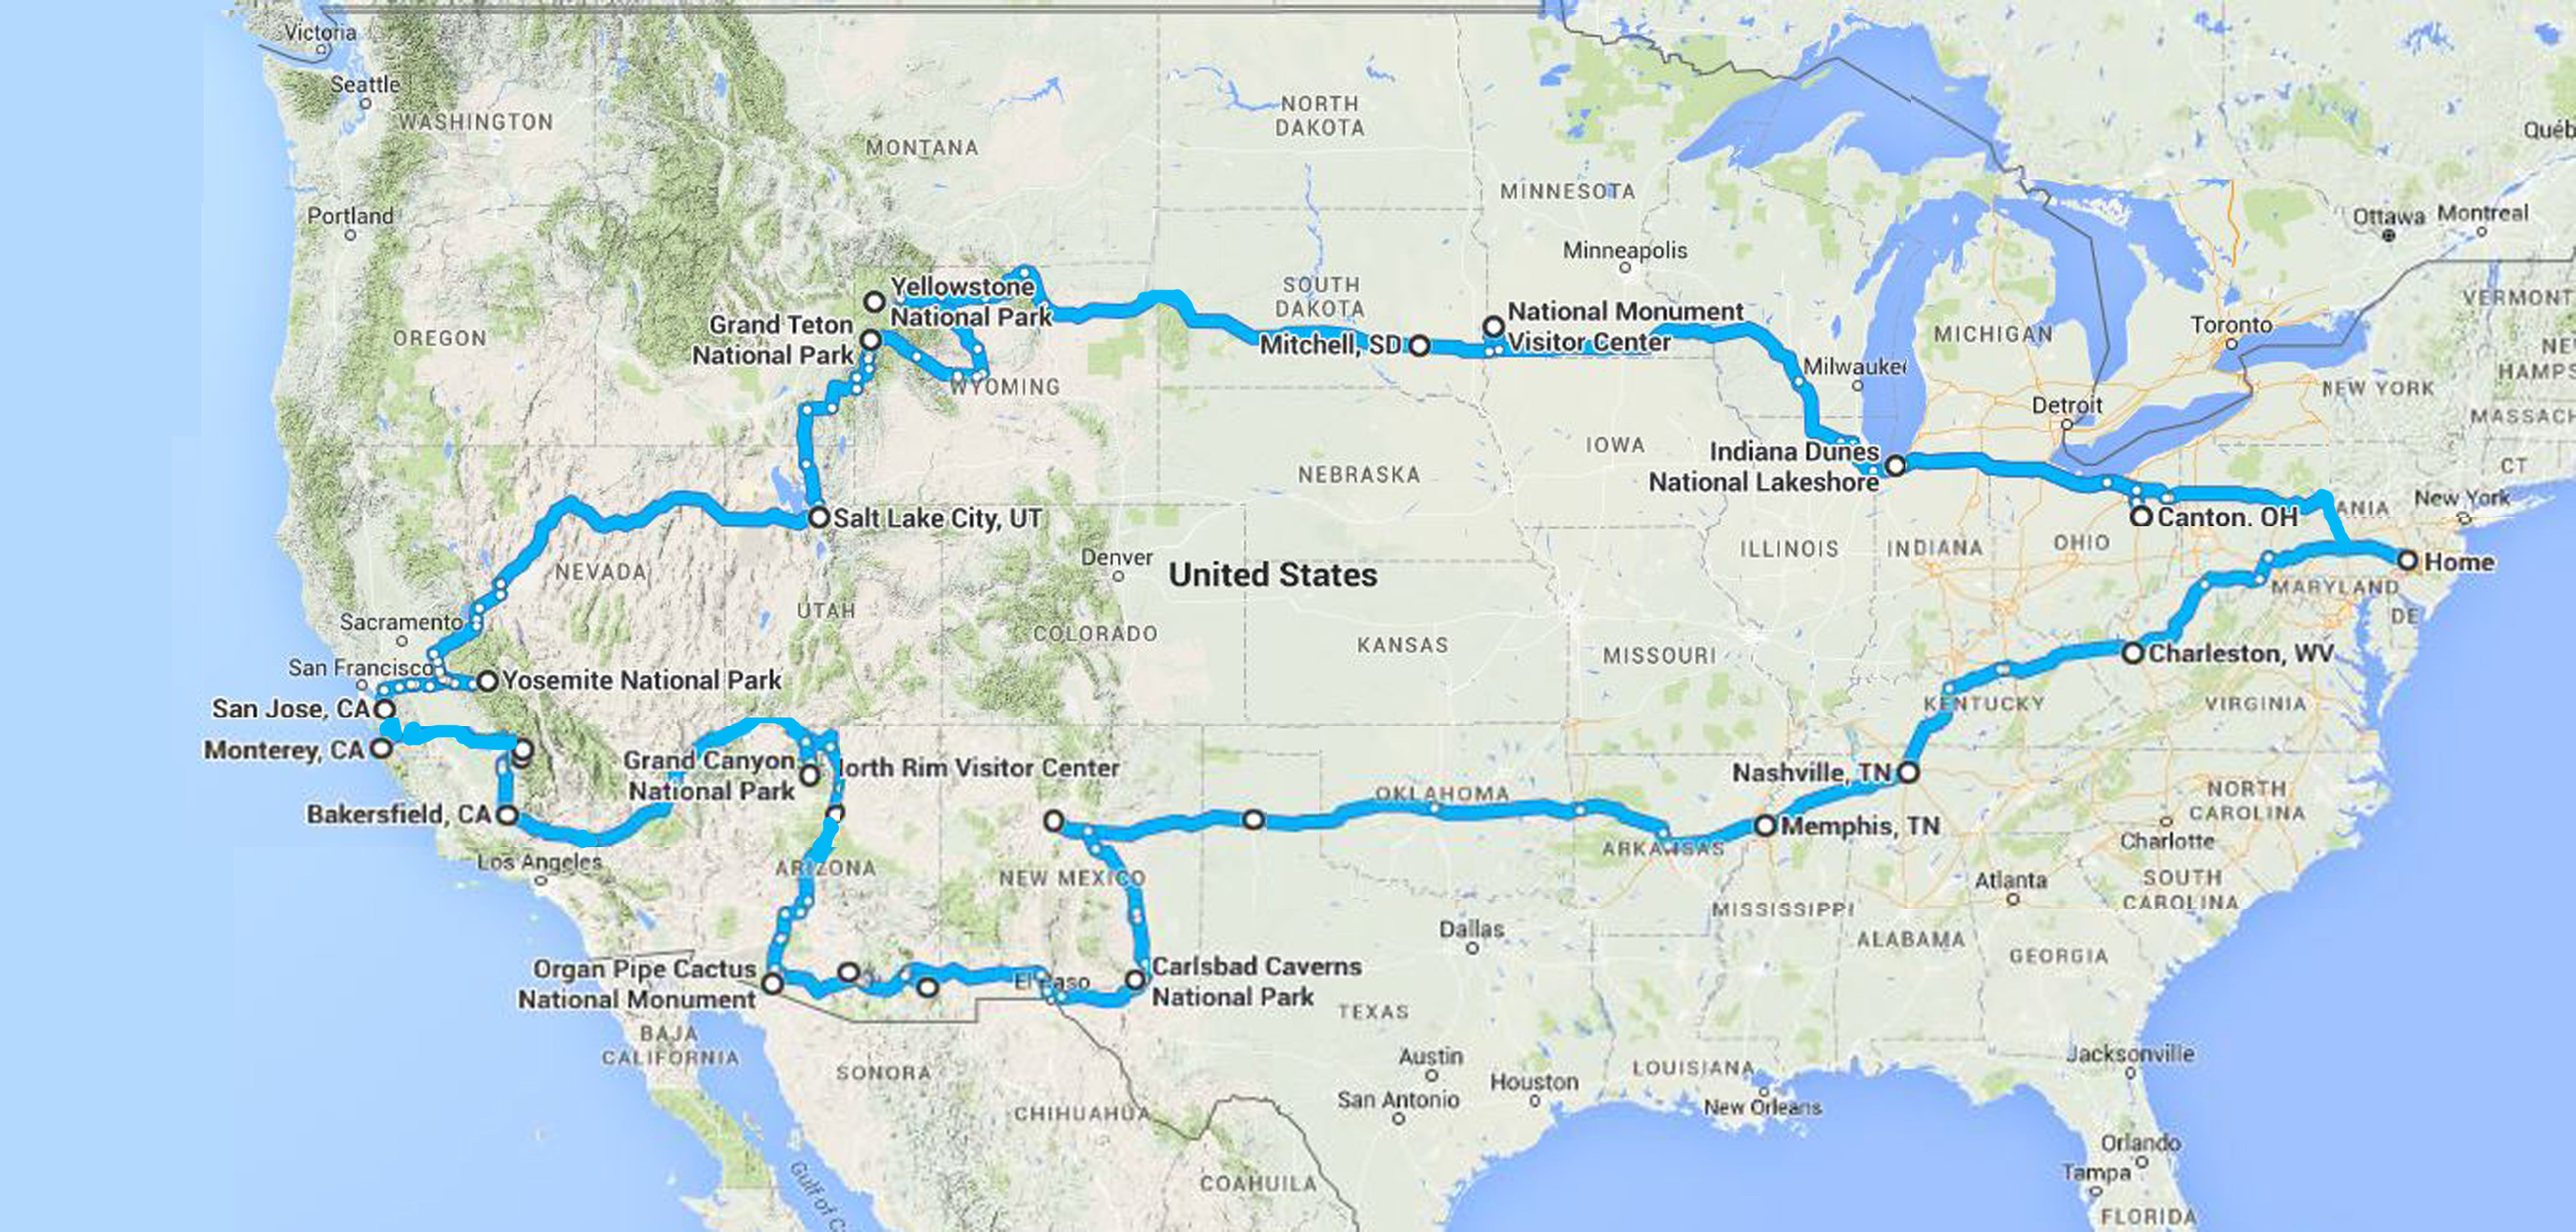 Victoria
Seattle
WASHINGTON
MONTANA
NORTH
DAKOTA
MINNESOTA
Québ
Ottawa
Montreal
Portland
Minneapolis
VERMONT
Yellowstone
National Park
SOUTH
DAKOTA
National Monument
Visitor Center
Grand Teton
National Park
OREGON
Mitchell, SD
MICHIGAN
Toronto
NE
HAMPS
WYOMING
Milwauke
NEW YORK
Detroit
MASSACH
IOWA
Indiana Dunes
National Lakeshore
NEBRASKA
CT
New York
ANIA
Salt Lake City, UT
Canton. OH
ILLINOIS
INDIANA
OHIO
Denver
United States
Home
NEVADA
MARYLAND
DE
UTAH
Sacramento
COLORADO
KANSAS
MISSOURI
Charleston, WV
San Francisco
Yosemite National Park
KENTUCKY
VIRGINIA
San Jose, CA
Monterey, CA
Grand Canyon
National Park
orth Rim Visitor Center
Nashville, TN
NORTH
CAROLINA
Bakersfield, CA
OKLAHOMA
Memphis, TN
Charlotte
ARKANSAS
Los Angeles
ARIZONA
NEW MEXICO
Atlanta
SOUTH
CAROLINA
MISSISSIPPI
Dallas
ALABAMA
GEORGIA
Organ Pipe Cactus
National Monument
El Paso
Carlsbad Caverns
National Park
TEXAS
BAJA
CALIFORNIA
SONORA
Austin
Houston
LOUISIANA
Jacksonville
San Antonio
New Orleans
CHIHUAHUA
Orlando
Tampa
COAHUILA
Gulf of C
FLORIDA